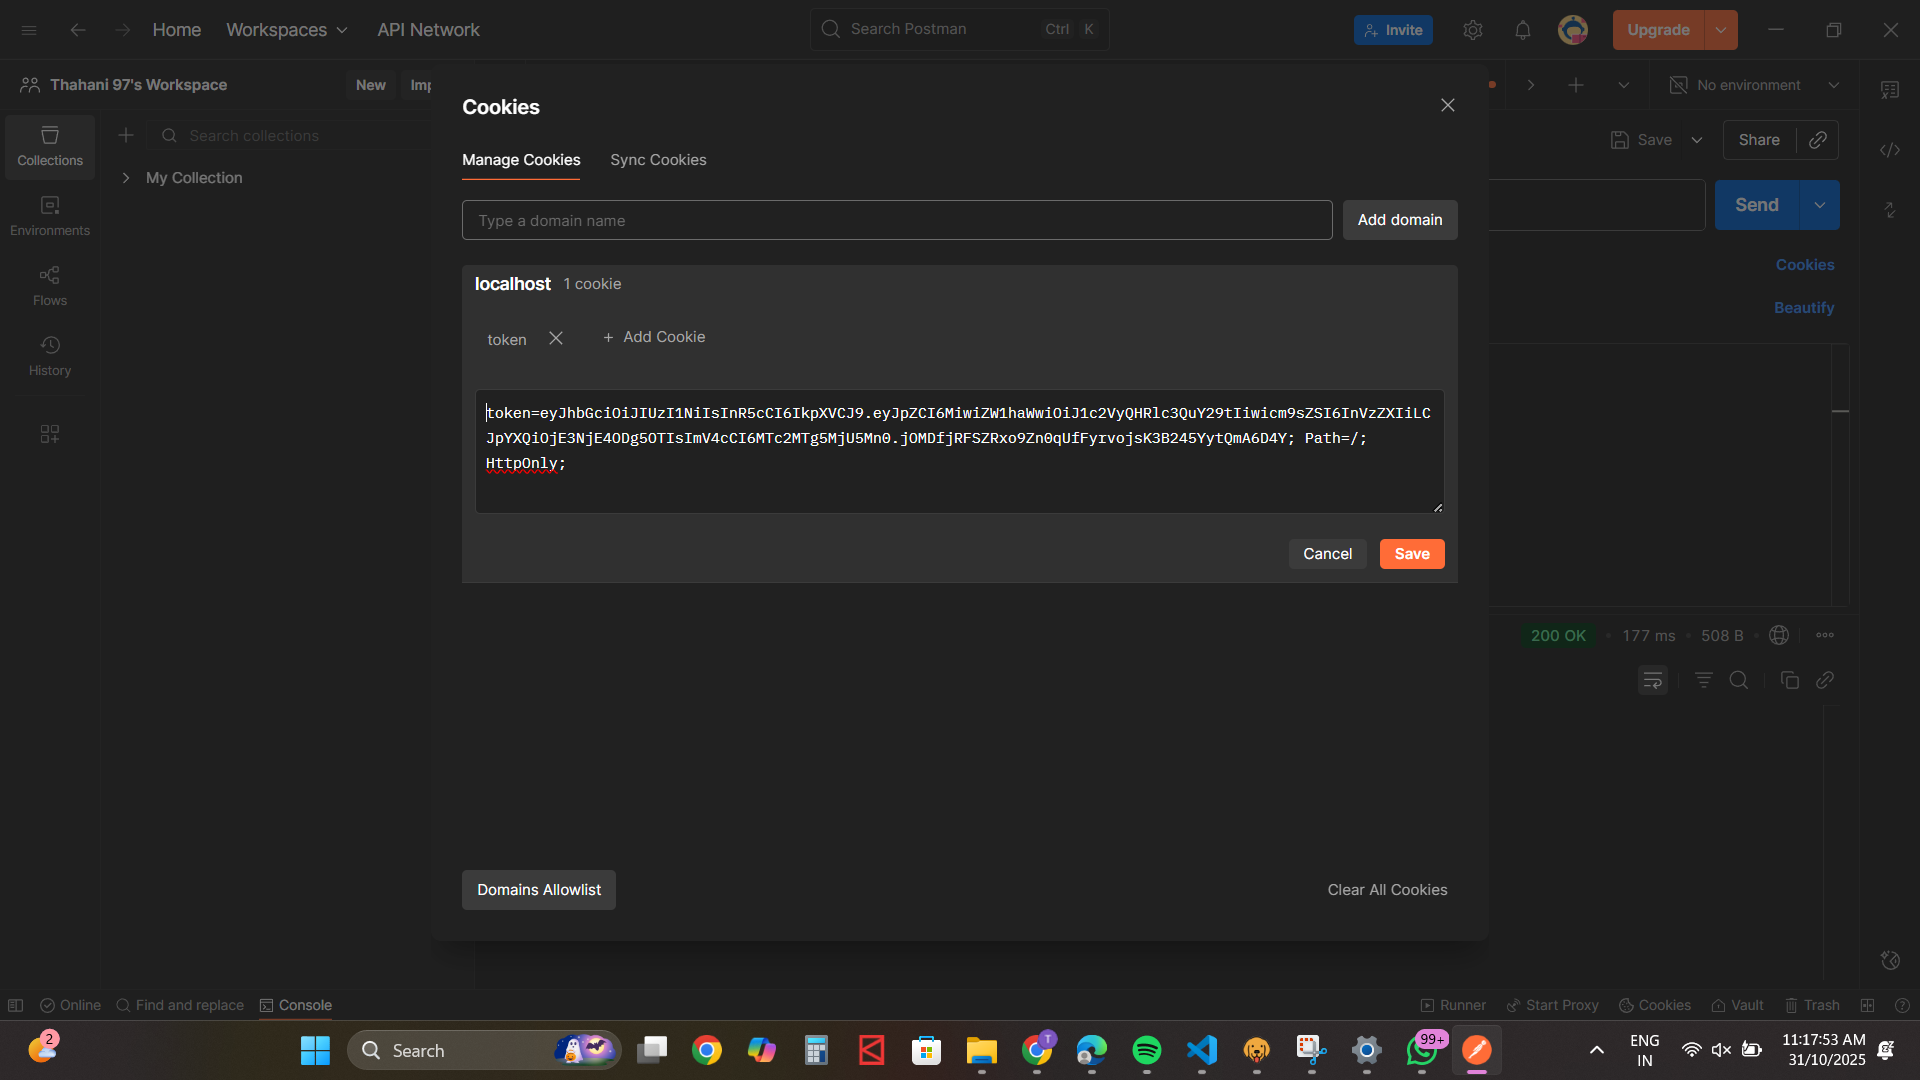 Home Workspaces API Network
Search Postman Ctrl K
Invite
Upgrade
Thahani 97's Workspace
New Imp
No environment
Collections
Search collections
My Collection
Environments
Flows
History
Cookies
Manage Cookies Sync Cookies
Type a domain name
Add domain
localhost 1 cookie
token + Add Cookie
token=eyJhbGciOiJIUzI1NiIsInR5cCI6IkpXVCJ9.eyJpZCI6MiwiZW1haWwiOiJ1c2VyQHRlc3QuY29tIiwicm9sZSI6InVzZXIiLC
JpYXQiOjE3NjE4ODg5OTIsImV4cCI6MTc2MTg5MjU5Mn0.jOMDfjRFSZRxo9Zn0qUfFyrvojsK3B245YytQmA6D4Y; Path=/;
HttpOnly;
Cancel Save
Domains Allowlist
Clear All Cookies
Save
Share
Send
Cookies
Beautify
200 OK 177 ms 508 B
Online Find and replace Console
Runner Start Proxy Cookies Vault Trash
2
Search
T
99+
ENG
IN
11:17:53 AM
31/10/2025